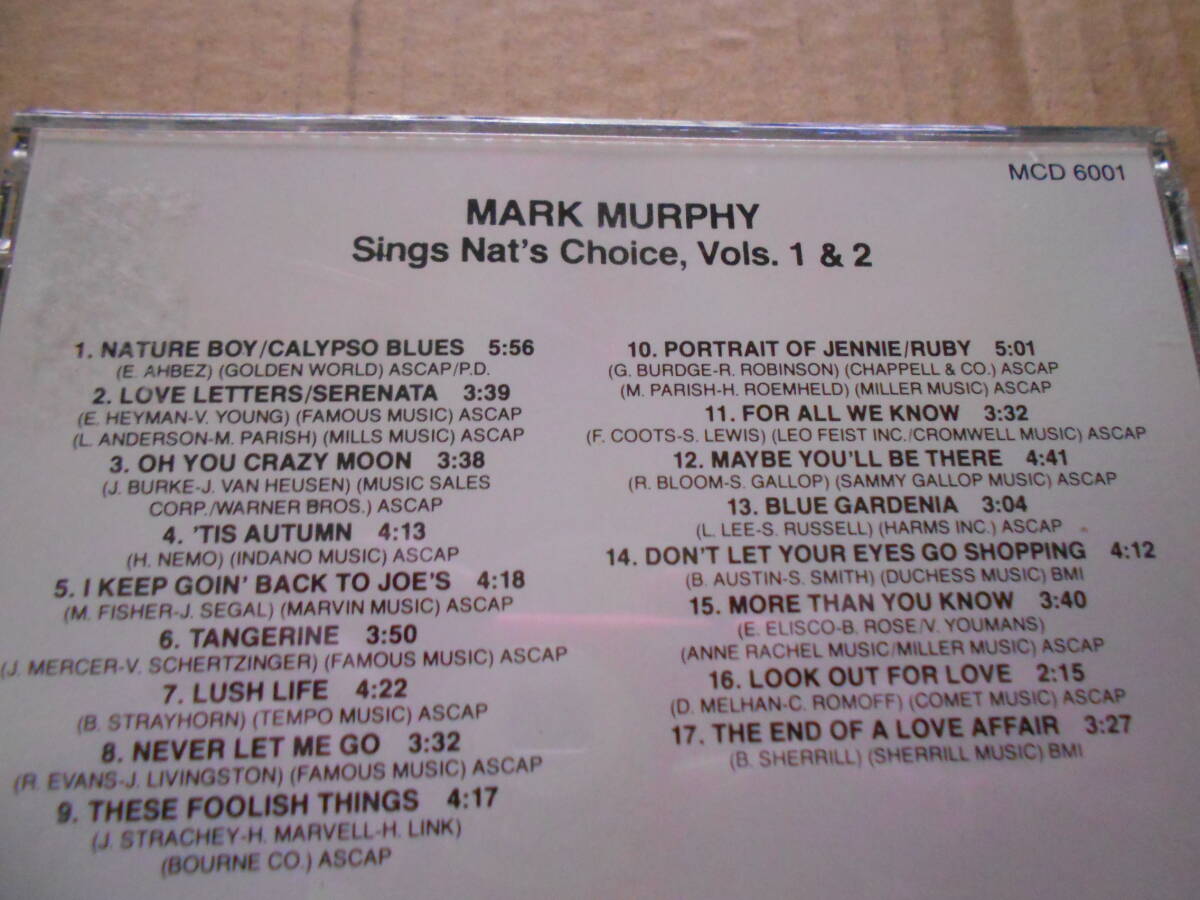 MCD 6001
MARK MURPHY
Sings Nat's Choice, Vols. 1 & 2
1. NATURE BOY/CALYPSO BLUES 5:56
(E. AHBEZ) (GOLDEN WORLD) ASCAP/P.D.
2. LOVE LETTERS/SERENATA 3:39
(E. HEYMAN-V. YOUNG) (FAMOUS MUSIC) ASCAP
(L. ANDERSON-M. PARISH) (MILLS MUSIC) ASCAP
3. OH YOU CRAZY MOON 3:38
(J. BURKE-J. VAN HEUSEN) (MUSIC SALES
CORP./WARNER BROS.) ASCAP
4. 'TIS AUTUMN 4:13
(H. NEMO) (INDANO MUSIC) ASCAP
5. I KEEP GOIN' BACK TO JOE'S 4:18
(M. FISHER-J. SEGAL) (MARVIN MUSIC) ASCAP
6. TANGERINE 3:50
(J. MERCER-V. SCHERTZINGER) (FAMOUS MUSIC) ASCAP
7. LUSH LIFE 4:22
(B. STRAYHORN) (TEMPO MUSIC) ASCAP
8. NEVER LET ME GO 3:32
(R. EVANS-J. LIVINGSTON) (FAMOUS MUSIC) ASCAP
9. THESE FOOLISH THINGS 4:17
(J. STRACHEY-H. MARVELL-H. LINK)
(BOURNE CO.) ASCAP
10. PORTRAIT OF JENNIE/RUBY 5:01
(G. BURDGE-R. ROBINSON) (CHAPPELL & CO.) ASCAP
(M. PARISH-H. ROEMHELD) (MILLER MUSIC) ASCAP
11. FOR ALL WE KNOW 3:32
(F. COOTS-S. LEWIS) (LEO FEIST INC./CROMWELL MUSIC) ASCAP
12. MAYBE YOU'LL BE THERE 4:41
(R. BLOOM-S. GALLOP) (SAMMY GALLOP MUSIC) ASCAP
13. BLUE GARDENIA 3:04
(L. LEE-S. RUSSELL) (HARMS INC.) ASCAP
14. DON'T LET YOUR EYES GO SHOPPING 4:12
(B. AUSTIN-S. SMITH) (DUCHESS MUSIC) BMI
15. MORE THAN YOU KNOW 3:40
(E. ELISCO-B. ROSE/V. YOUMANS)
(ANNE RACHEL MUSIC/MILLER MUSIC) ASCAP
16. LOOK OUT FOR LOVE 2:15
(D. MELHAN-C. ROMOFF) (COMET MUSIC) ASCAP
17. THE END OF A LOVE AFFAIR 3:27
(B. SHERRILL) (SHERRILL MUSIC) BMI